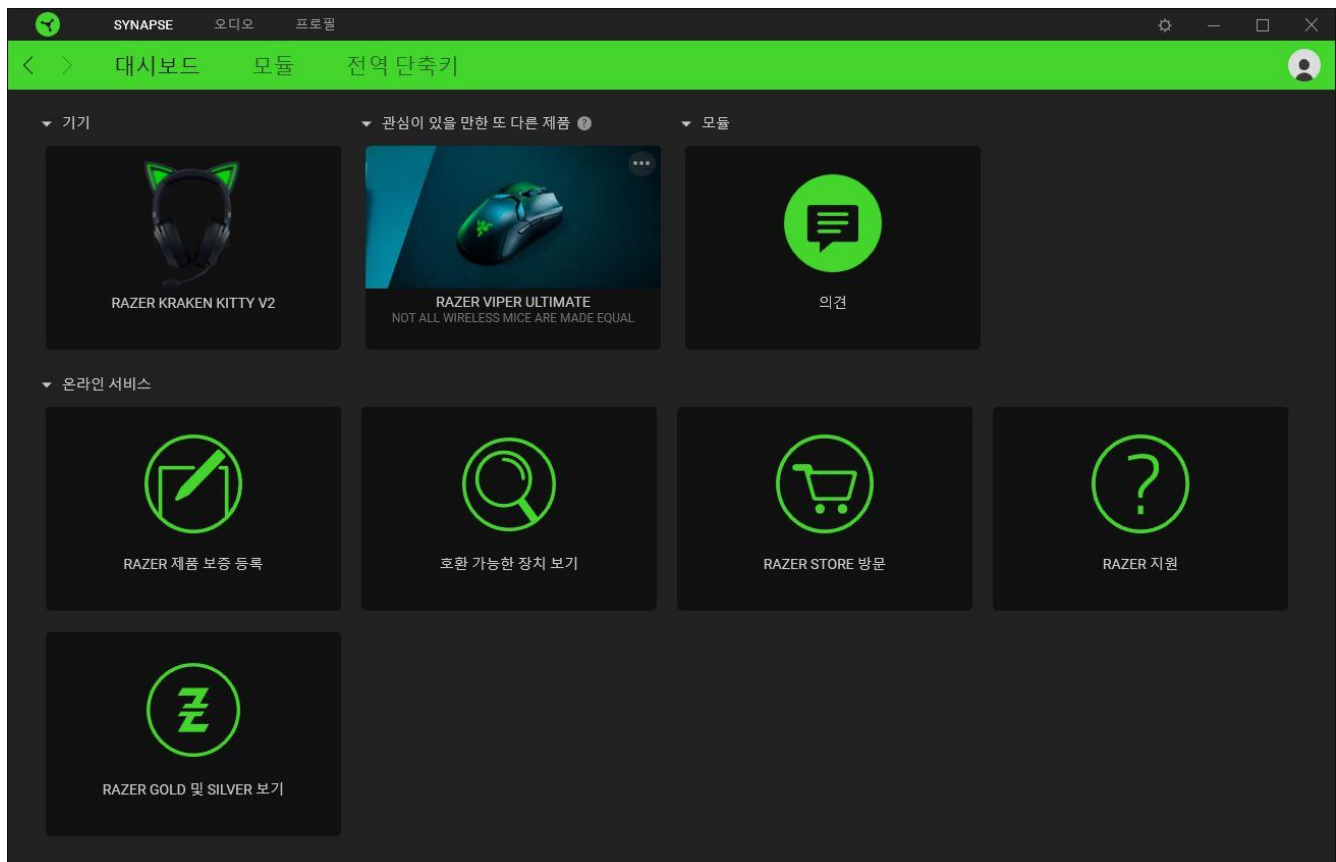 SYNAPSE 오디오 프로필
대시보드 모듈 전역 단축키
기기
관심이 있을 만한 또 다른 제품 ?
모듈
RAZER KRAKEN KITTY V2
RAZER VIPER ULTIMATE
NOT ALL WIRELESS MICE ARE MADE EQUAL
의견
온라인 서비스
RAZER 제품 보증 등록
호환 가능한 장치 보기
RAZER STORE 방문
RAZER 지원
RAZER GOLD 및 SILVER 보기